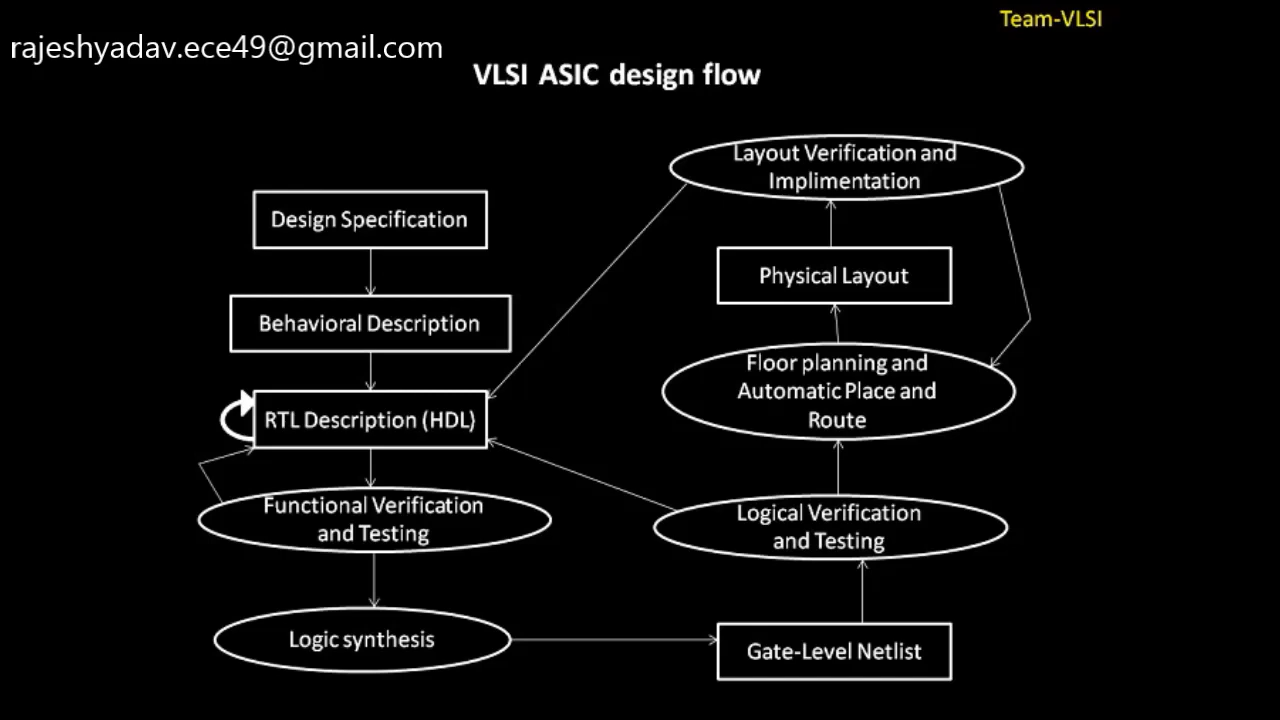 Team-VLSI
rajeshyadav.ece49@gmail.com
VLSI ASIC design flow
Design Specification
Behavioral Description
RTL Description (HDL)
Functional Verification
and Testing
Logic synthesis
Gate-Level Netlist
Logical Verification
and Testing
Floor planning and
Automatic Place and
Route
Physical Layout
Layout Verification and
Implimentation